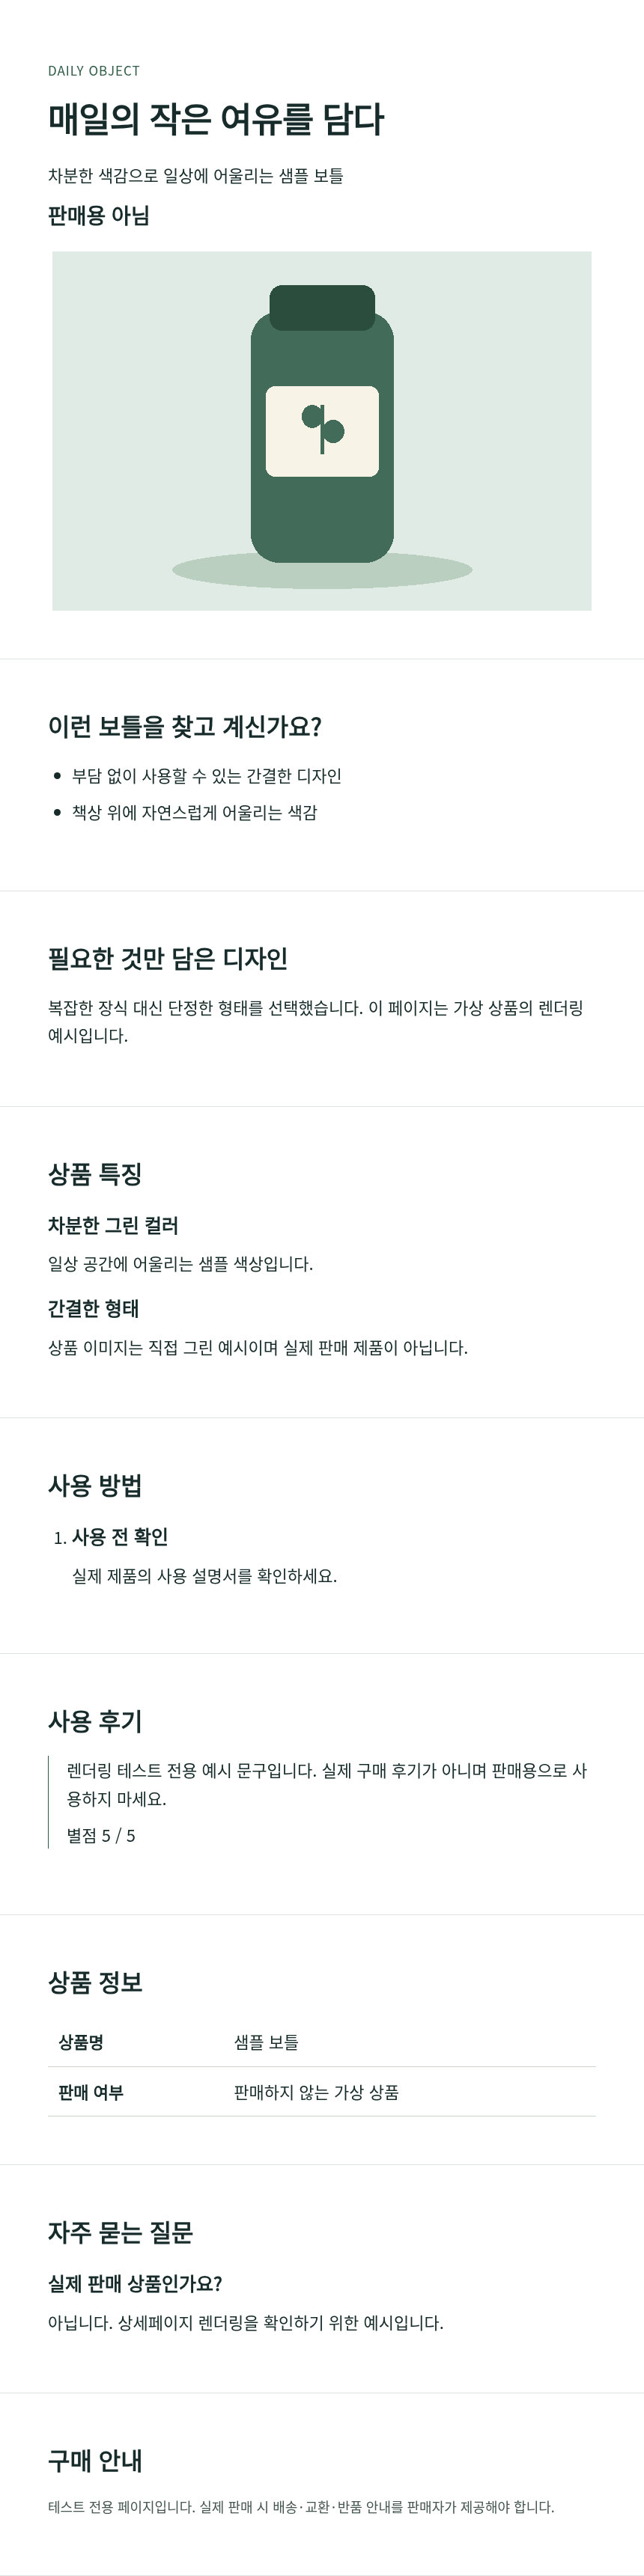 DAILY OBJECT
매일의 작은 여유를 담다
차분한 색감으로 일상에 어울리는 샘플 보틀
판매용 아님
이런 보틀을 찾고 계신가요?
부담 없이 사용할 수 있는 간결한 디자인
책상 위에 자연스럽게 어울리는 색감
필요한 것만 담은 디자인
복잡한 장식 대신 단정한 형태를 선택했습니다. 이 페이지는 가상 상품의 렌더링
예시입니다.
상품 특징
차분한 그린 컬러
일상 공간에 어울리는 샘플 색상입니다.
간결한 형태
상품 이미지는 직접 그린 예시이며 실제 판매 제품이 아닙니다.
사용 방법
1. 사용 전 확인
실제 제품의 사용 설명서를 확인하세요.
사용 후기
렌더링 테스트 전용 예시 문구입니다. 실제 구매 후기가 아니며 판매용으로 사
용하지 마세요.
별점 5 / 5
상품 정보
상품명 샘플 보틀
판매 여부 판매하지 않는 가상 상품
자주 묻는 질문
실제 판매 상품인가요?
아닙니다. 상세페이지 렌더링을 확인하기 위한 예시입니다.
구매 안내
테스트 전용 페이지입니다. 실제 판매 시 배송·교환·반품 안내를 판매자가 제공해야 합니다.